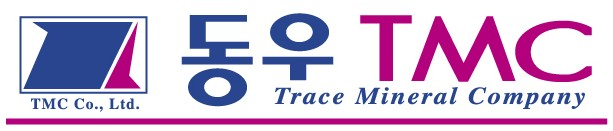 TMC Co., Ltd.
동우 TMC
Trace Mineral Company